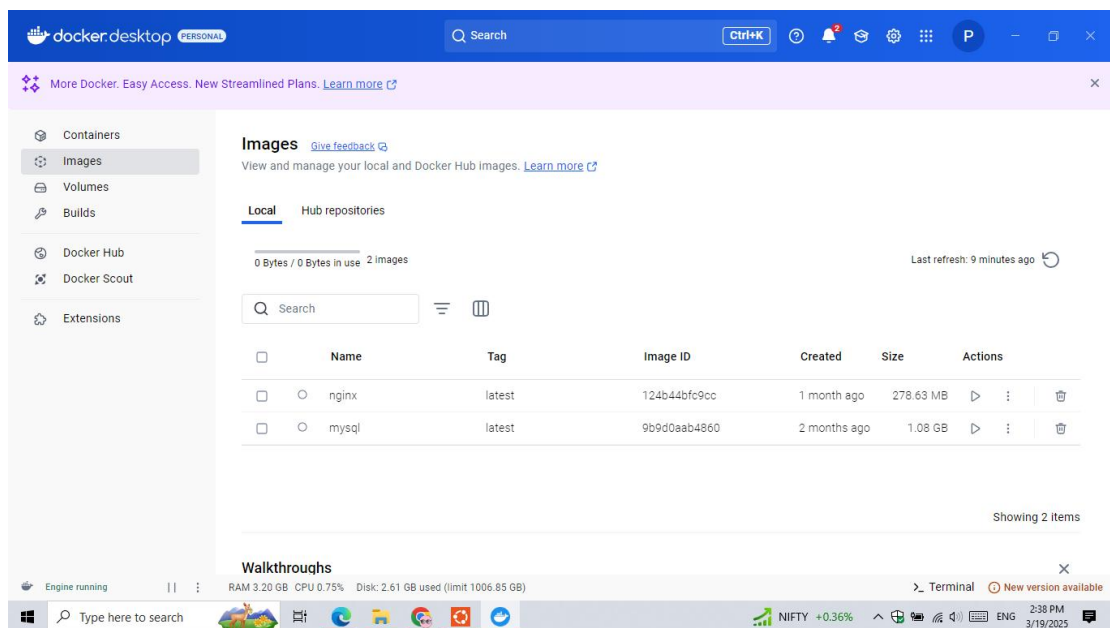 docker.desktop PERSONAL Search Ctrl+K 2 P
More Docker. Easy Access. New Streamlined Plans. Learn more
Containers
Images
Volumes
Builds
Docker Hub
Docker Scout
Extensions
Images Give feedback
View and manage your local and Docker Hub images. Learn more
Local Hub repositories
0 Bytes / 0 Bytes in use 2 images Last refresh: 9 minutes ago
Search
Name Tag Image ID Created Size Actions
nginx latest 124b44bfc9cc 1 month ago 278.63 MB
mysql latest 9b9d0aab4860 2 months ago 1.08 GB
Showing 2 items
Walkthroughs
Engine running RAM 3.20 GB CPU 0.75% Disk: 2.61 GB used (limit 1006.85 GB) >_ Terminal New version available
Type here to search NIFTY +0.36% ENG 2:38 PM
3/19/2025